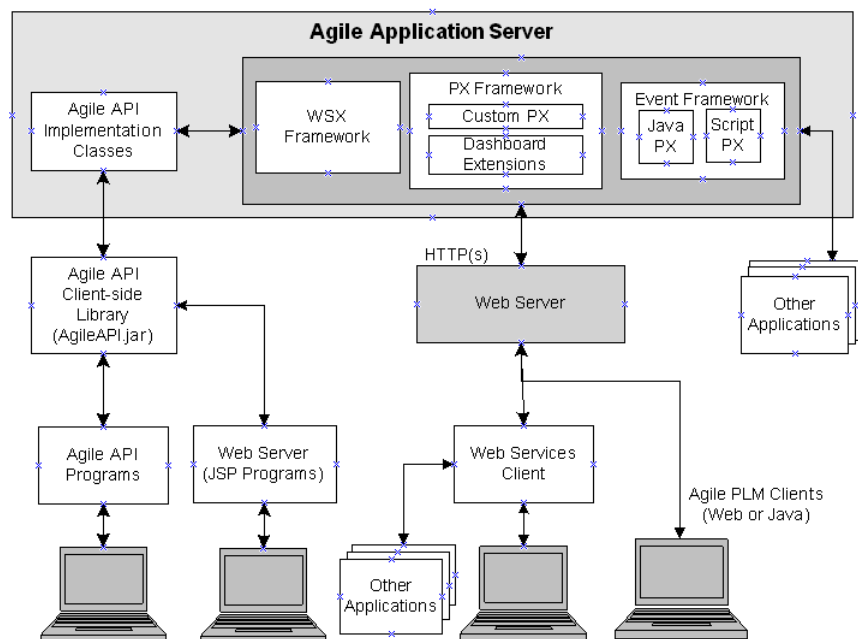 Agile Application Server
Agile API
Implementation
Classes
WSX
Framework
PX Framework
Custom PX
Dashboard
Extensions
Event Framework
Java
PX
Script
PX
HTTP(s)
Agile API
Client-side
Library
(AgileAPI.jar)
Web Server
Other
Applications
Agile API
Programs
Web Server
(JSP Programs)
Web Services
Client
Agile PLM Clients
(Web or Java)
Other
Applications